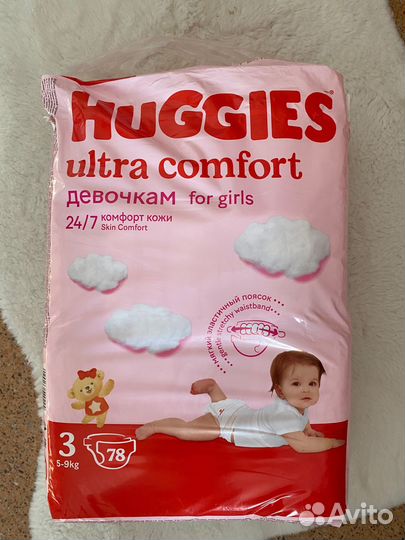 HUGGIES
ultra comfort
девочкам for girls
24/7 комфорт кожи
Skin Comfort
мягкий эластичный поясок
gentle stretchy waistband
3
5-9kg
78
Avito